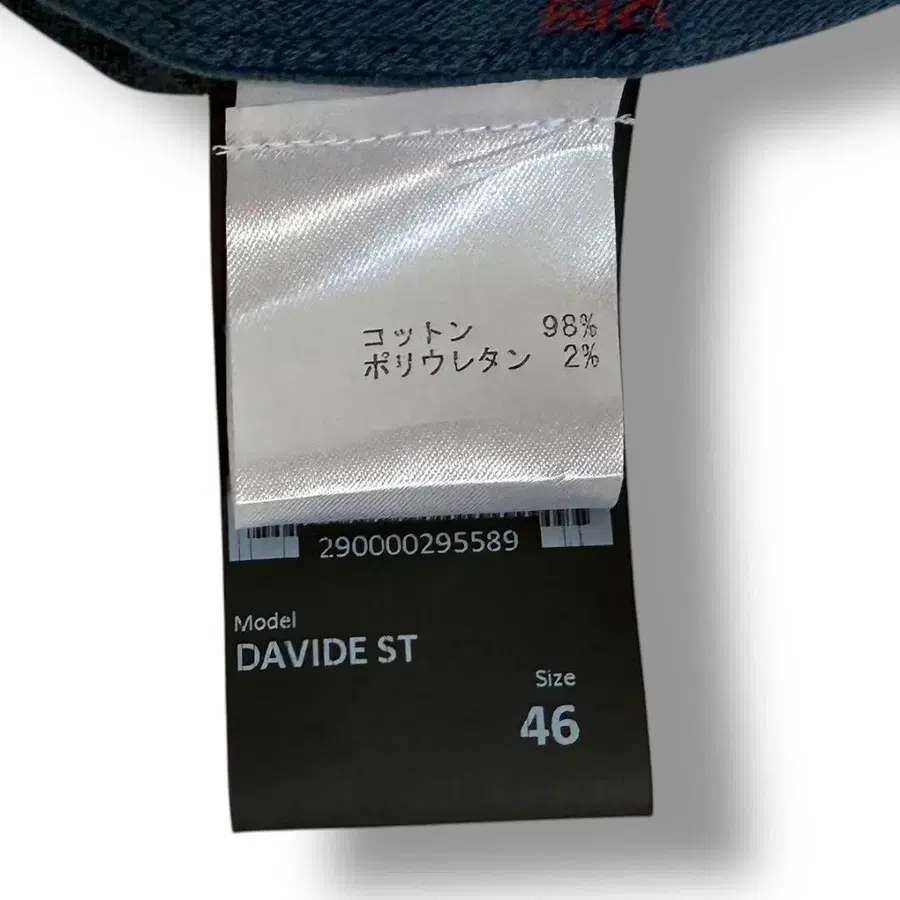 コットン 98%
ポリウレタン 2%
290000295589
Model
DAVIDE ST
Size
46